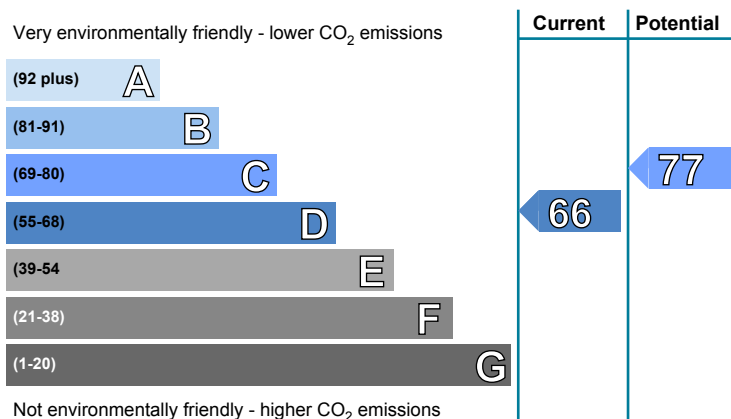 Very environmentally friendly - lower CO2 emissions
Current
Potential
(92 plus) A
(81-91) B
(69-80) C
77
(55-68) D
66
(39-54 E
(21-38) F
(1-20) G
Not environmentally friendly - higher CO2 emissions